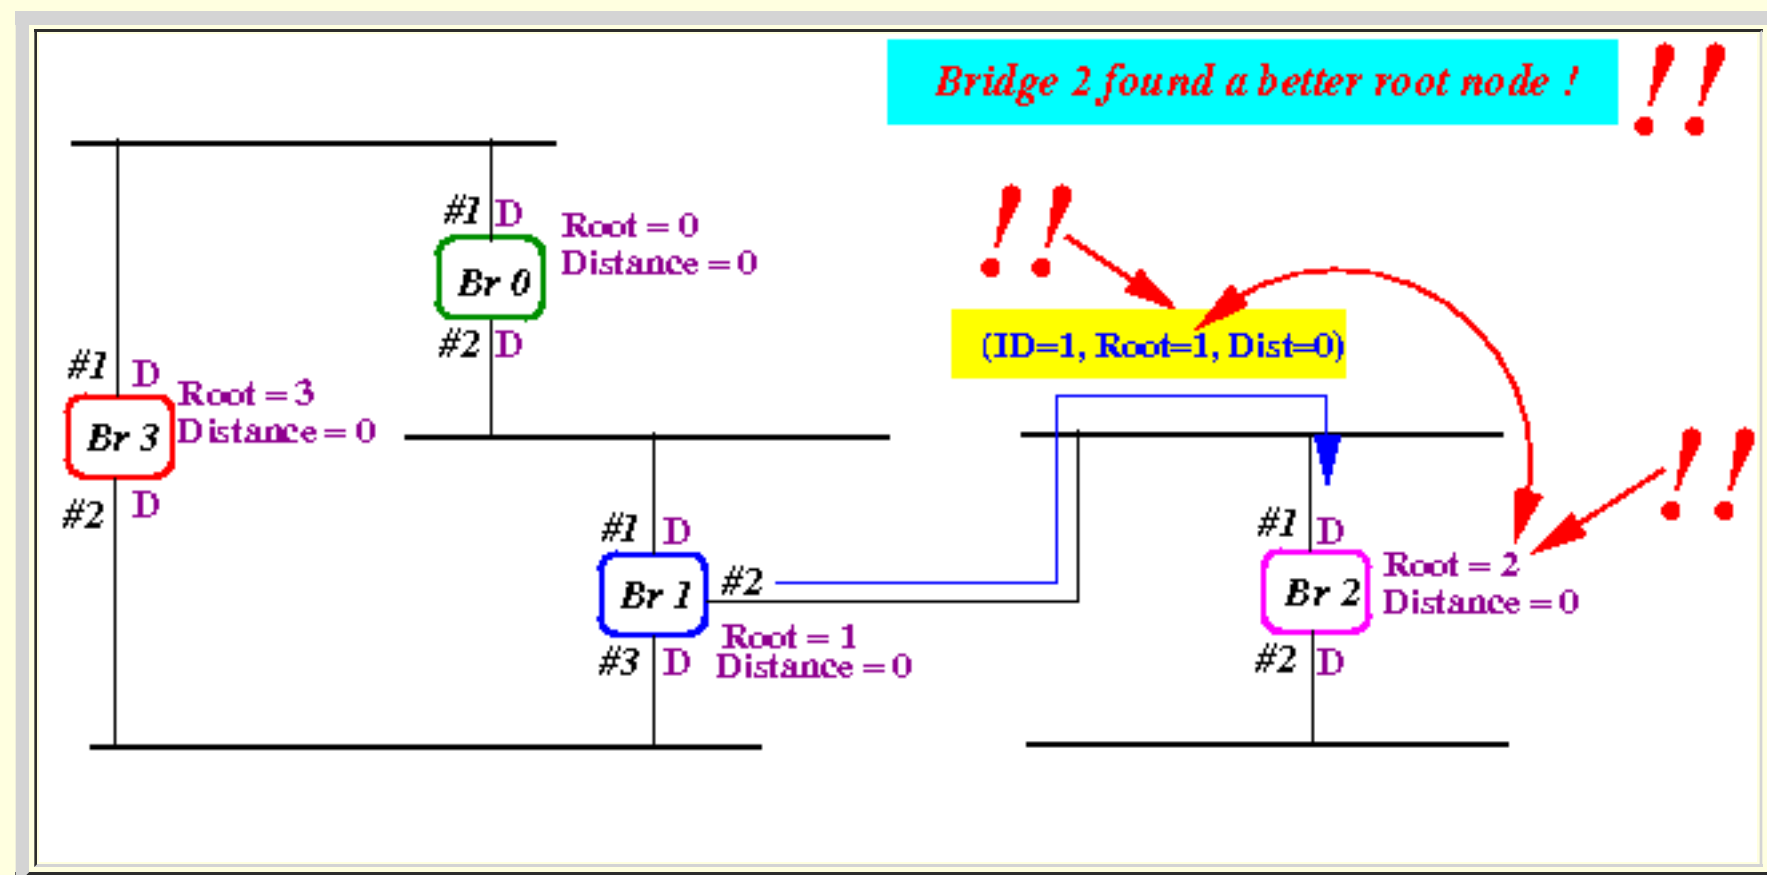 Bridge 2 found a better root node !
!!
!!
#1 D
Root = 0
Distance = 0
Br 0
#2 D
(ID=1, Root=1, Dist=0)
#1 D
Root = 3
Distance = 0
Br 3
#2 D
!!
#1 D
Br 1
#2
Root = 1
Distance = 0
#3 D
#1 D
Root = 2
Distance = 0
Br 2
#2 D